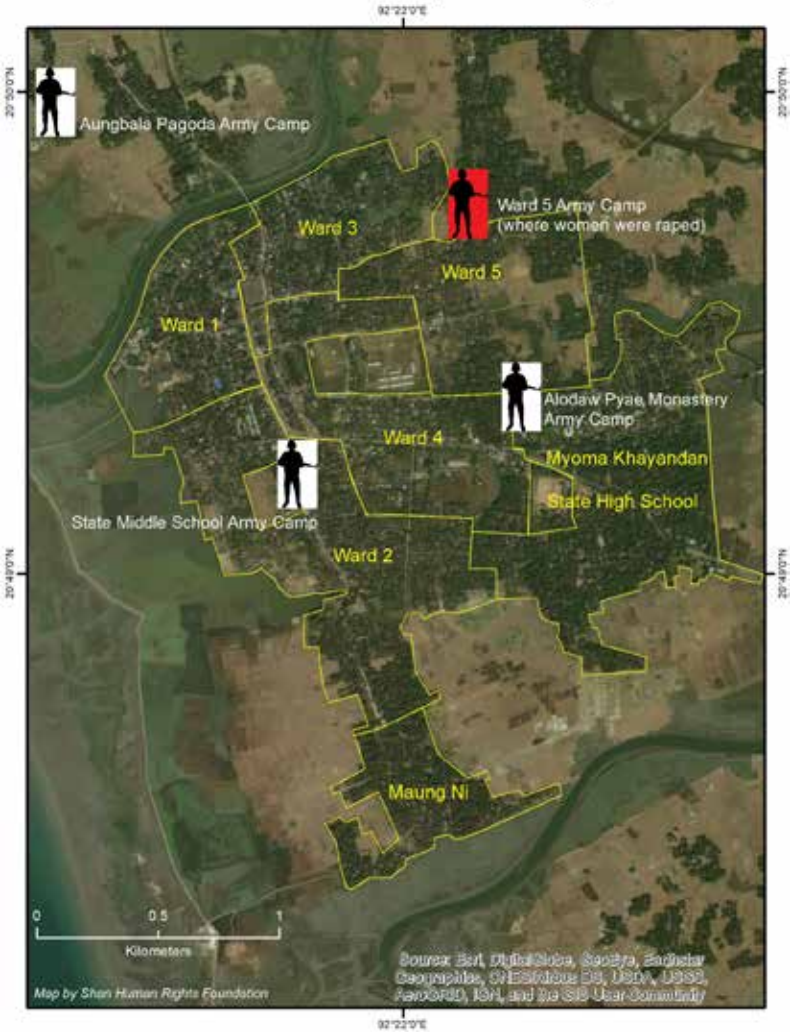 92°22'0"E
20°50'0"N
20°50'0"N
Aungbala Pagoda Army Camp
Ward 5 Army Camp
(where women were raped)
Ward 3
Ward 5
Ward 1
Alodaw Pyae Monastery
Army Camp
Ward 4
Myoma Khayandan
State High School
State Middle School Army Camp
Ward 2
20°49'0"N
20°49'0"N
Maung Ni
0 0.5 1
Kilometers
Source: Esri, DigitalGlobe, GeoEye, Earthstar
Geographics, CNES/Airbus DS, USDA, USGS,
AeroGRID, IGN, and the GIS User Community
Map by Shan Human Rights Foundation
92°22'0"E